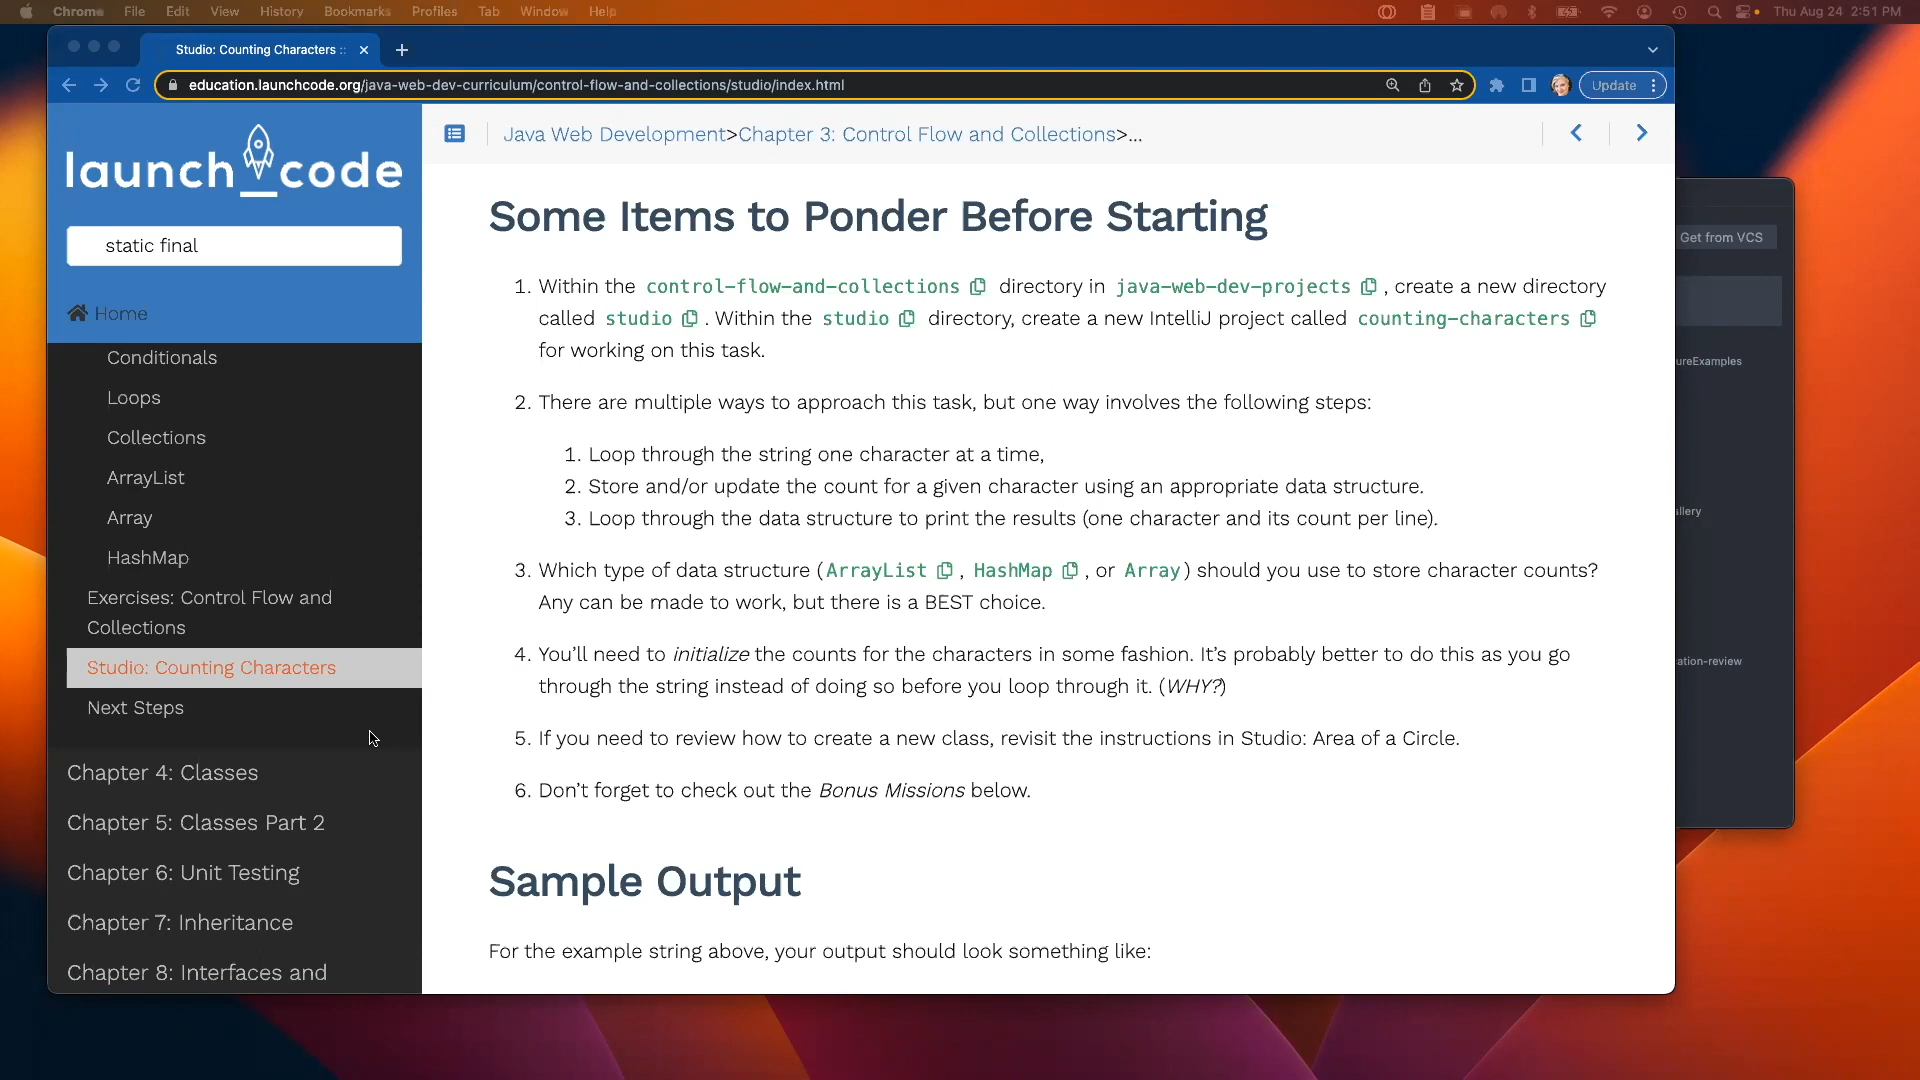 Chrome File Edit View History Bookmarks Profiles Tab Window Help Thu Aug 24 2:51 PM
Studio: Counting Characters ::
education.launchcode.org/java-web-dev-curriculum/control-flow-and-collections/studio/index.html Update
launch_code
static final
Home
Conditionals
Loops
Collections
ArrayList
Array
HashMap
Exercises: Control Flow and
Collections
Studio: Counting Characters
Next Steps
Chapter 4: Classes
Chapter 5: Classes Part 2
Chapter 6: Unit Testing
Chapter 7: Inheritance
Chapter 8: Interfaces and
Java Web Development>Chapter 3: Control Flow and Collections>...
Some Items to Ponder Before Starting
1. Within the control-flow-and-collections directory in java-web-dev-projects , create a new directory
called studio . Within the studio directory, create a new IntelliJ project called counting-characters
for working on this task.
2. There are multiple ways to approach this task, but one way involves the following steps:
1. Loop through the string one character at a time,
2. Store and/or update the count for a given character using an appropriate data structure.
3. Loop through the data structure to print the results (one character and its count per line).
3. Which type of data structure (ArrayList , HashMap , or Array) should you use to store character counts?
Any can be made to work, but there is a BEST choice.
4. You'll need to initialize the counts for the characters in some fashion. It's probably better to do this as you go
through the string instead of doing so before you loop through it. (WHY?)
5. If you need to review how to create a new class, revisit the instructions in Studio: Area of a Circle.
6. Don't forget to check out the Bonus Missions below.
Sample Output
For the example string above, your output should look something like:
Get from VCS
ureExamples
allery
ation-review